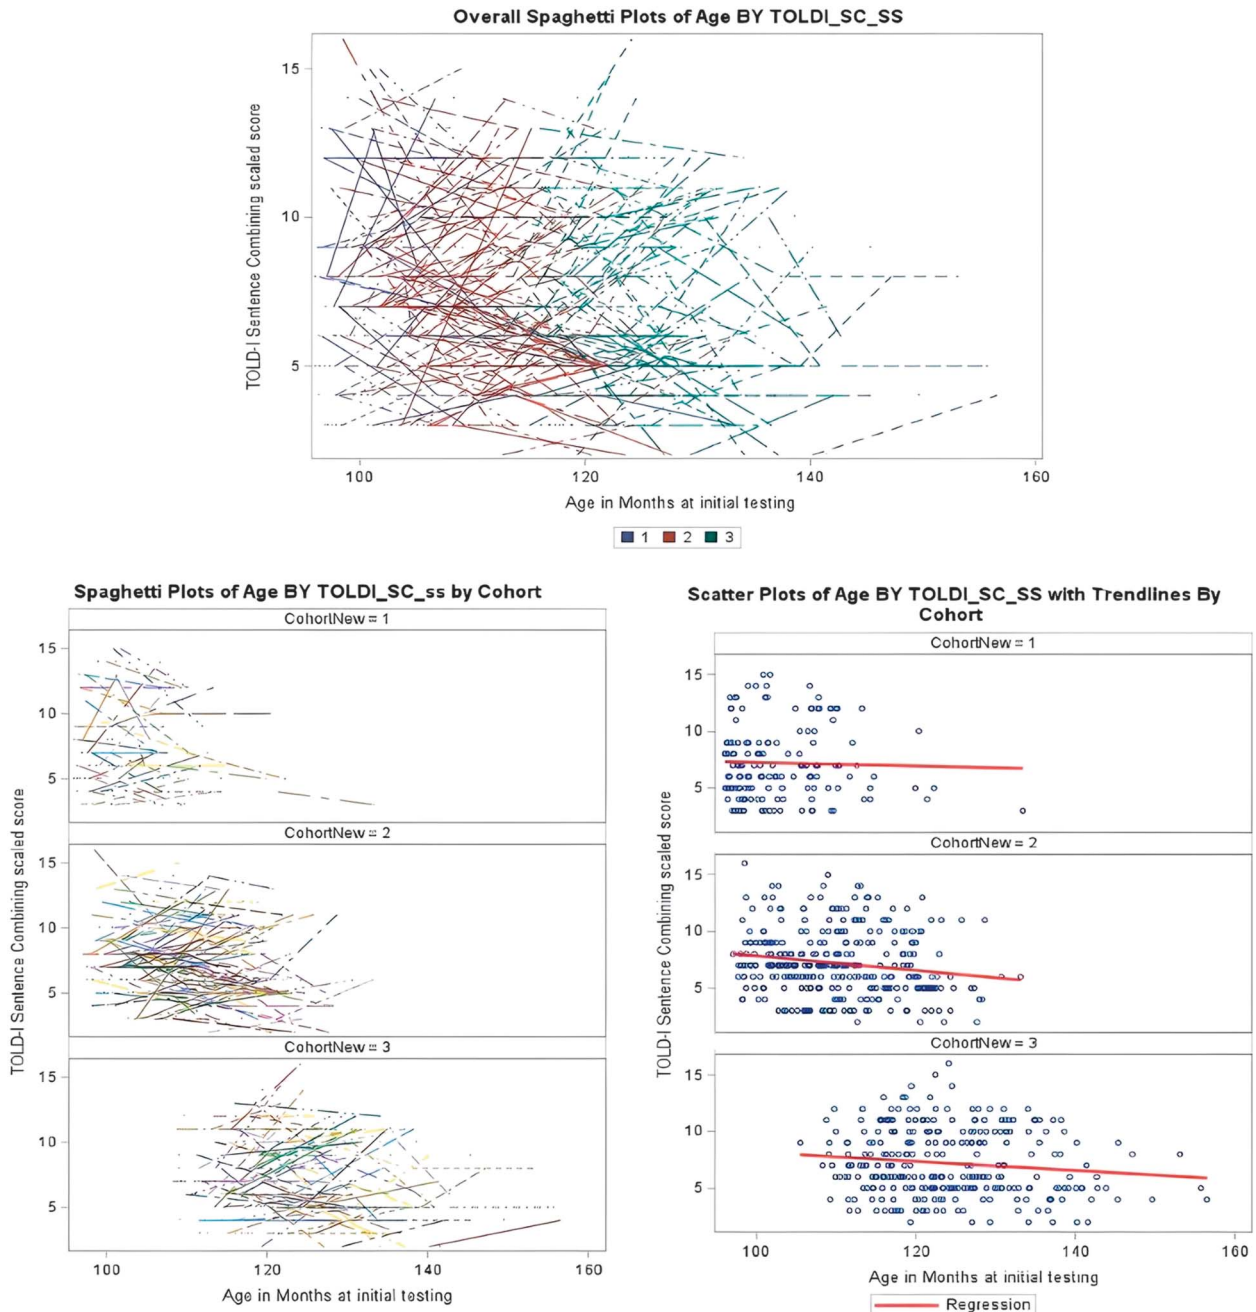 Overall Spaghetti Plots of Age BY TOLDI_SC_SS
TOLD-I Sentence Combining scaled score
15
10
5
100
120
140
160
Age in Months at initial testing
1 2 3
Spaghetti Plots of Age BY TOLDI_SC_ss by Cohort
CohortNew = 1
15
10
5
CohortNew = 2
15
10
5
CohortNew = 3
15
10
5
TOLD-I Sentence Combining scaled score
100
120
140
160
Age in Months at initial testing
Scatter Plots of Age BY TOLDI_SC_SS with Trendlines By
Cohort
CohortNew = 1
15
10
5
CohortNew = 2
15
10
5
CohortNew = 3
15
10
5
TOLD-I Sentence Combining scaled score
100
120
140
160
Age in Months at initial testing
Regression